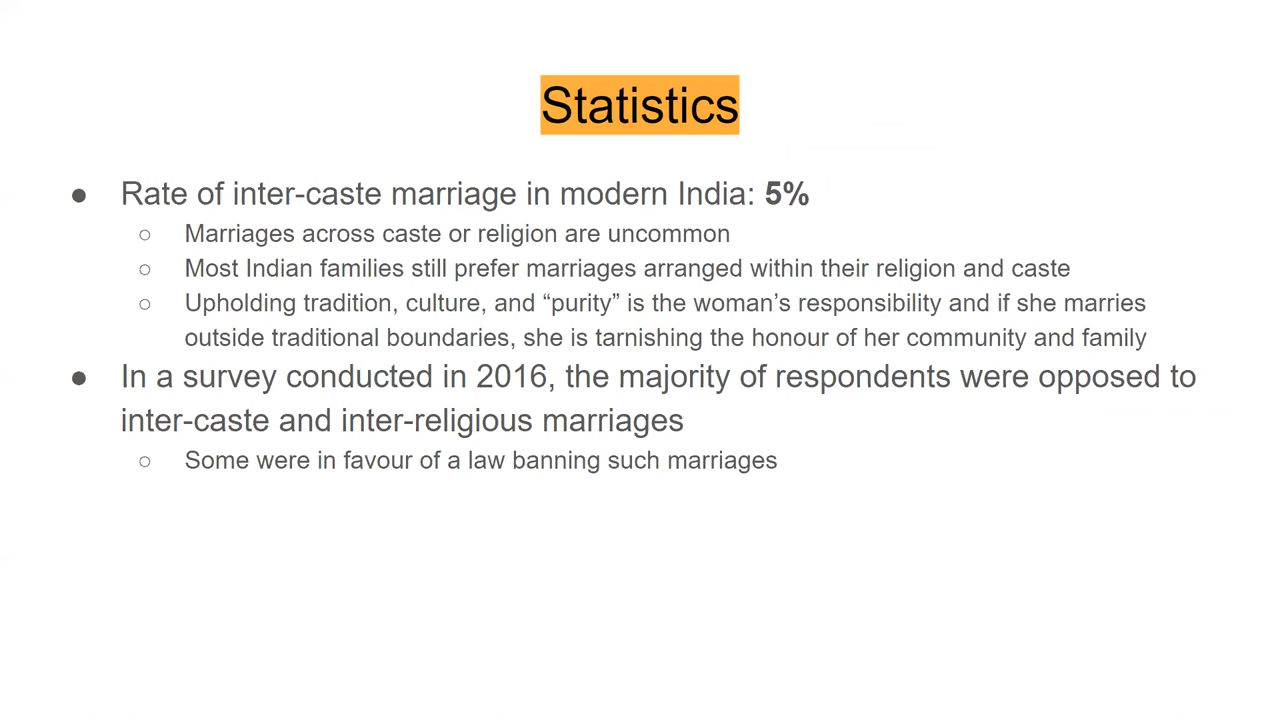 Statistics
● Rate of inter-caste marriage in modern India: 5%
○ Marriages across caste or religion are uncommon
○ Most Indian families still prefer marriages arranged within their religion and caste
○ Upholding tradition, culture, and “purity” is the woman’s responsibility and if she marries
outside traditional boundaries, she is tarnishing the honour of her community and family
● In a survey conducted in 2016, the majority of respondents were opposed to
inter-caste and inter-religious marriages
○ Some were in favour of a law banning such marriages